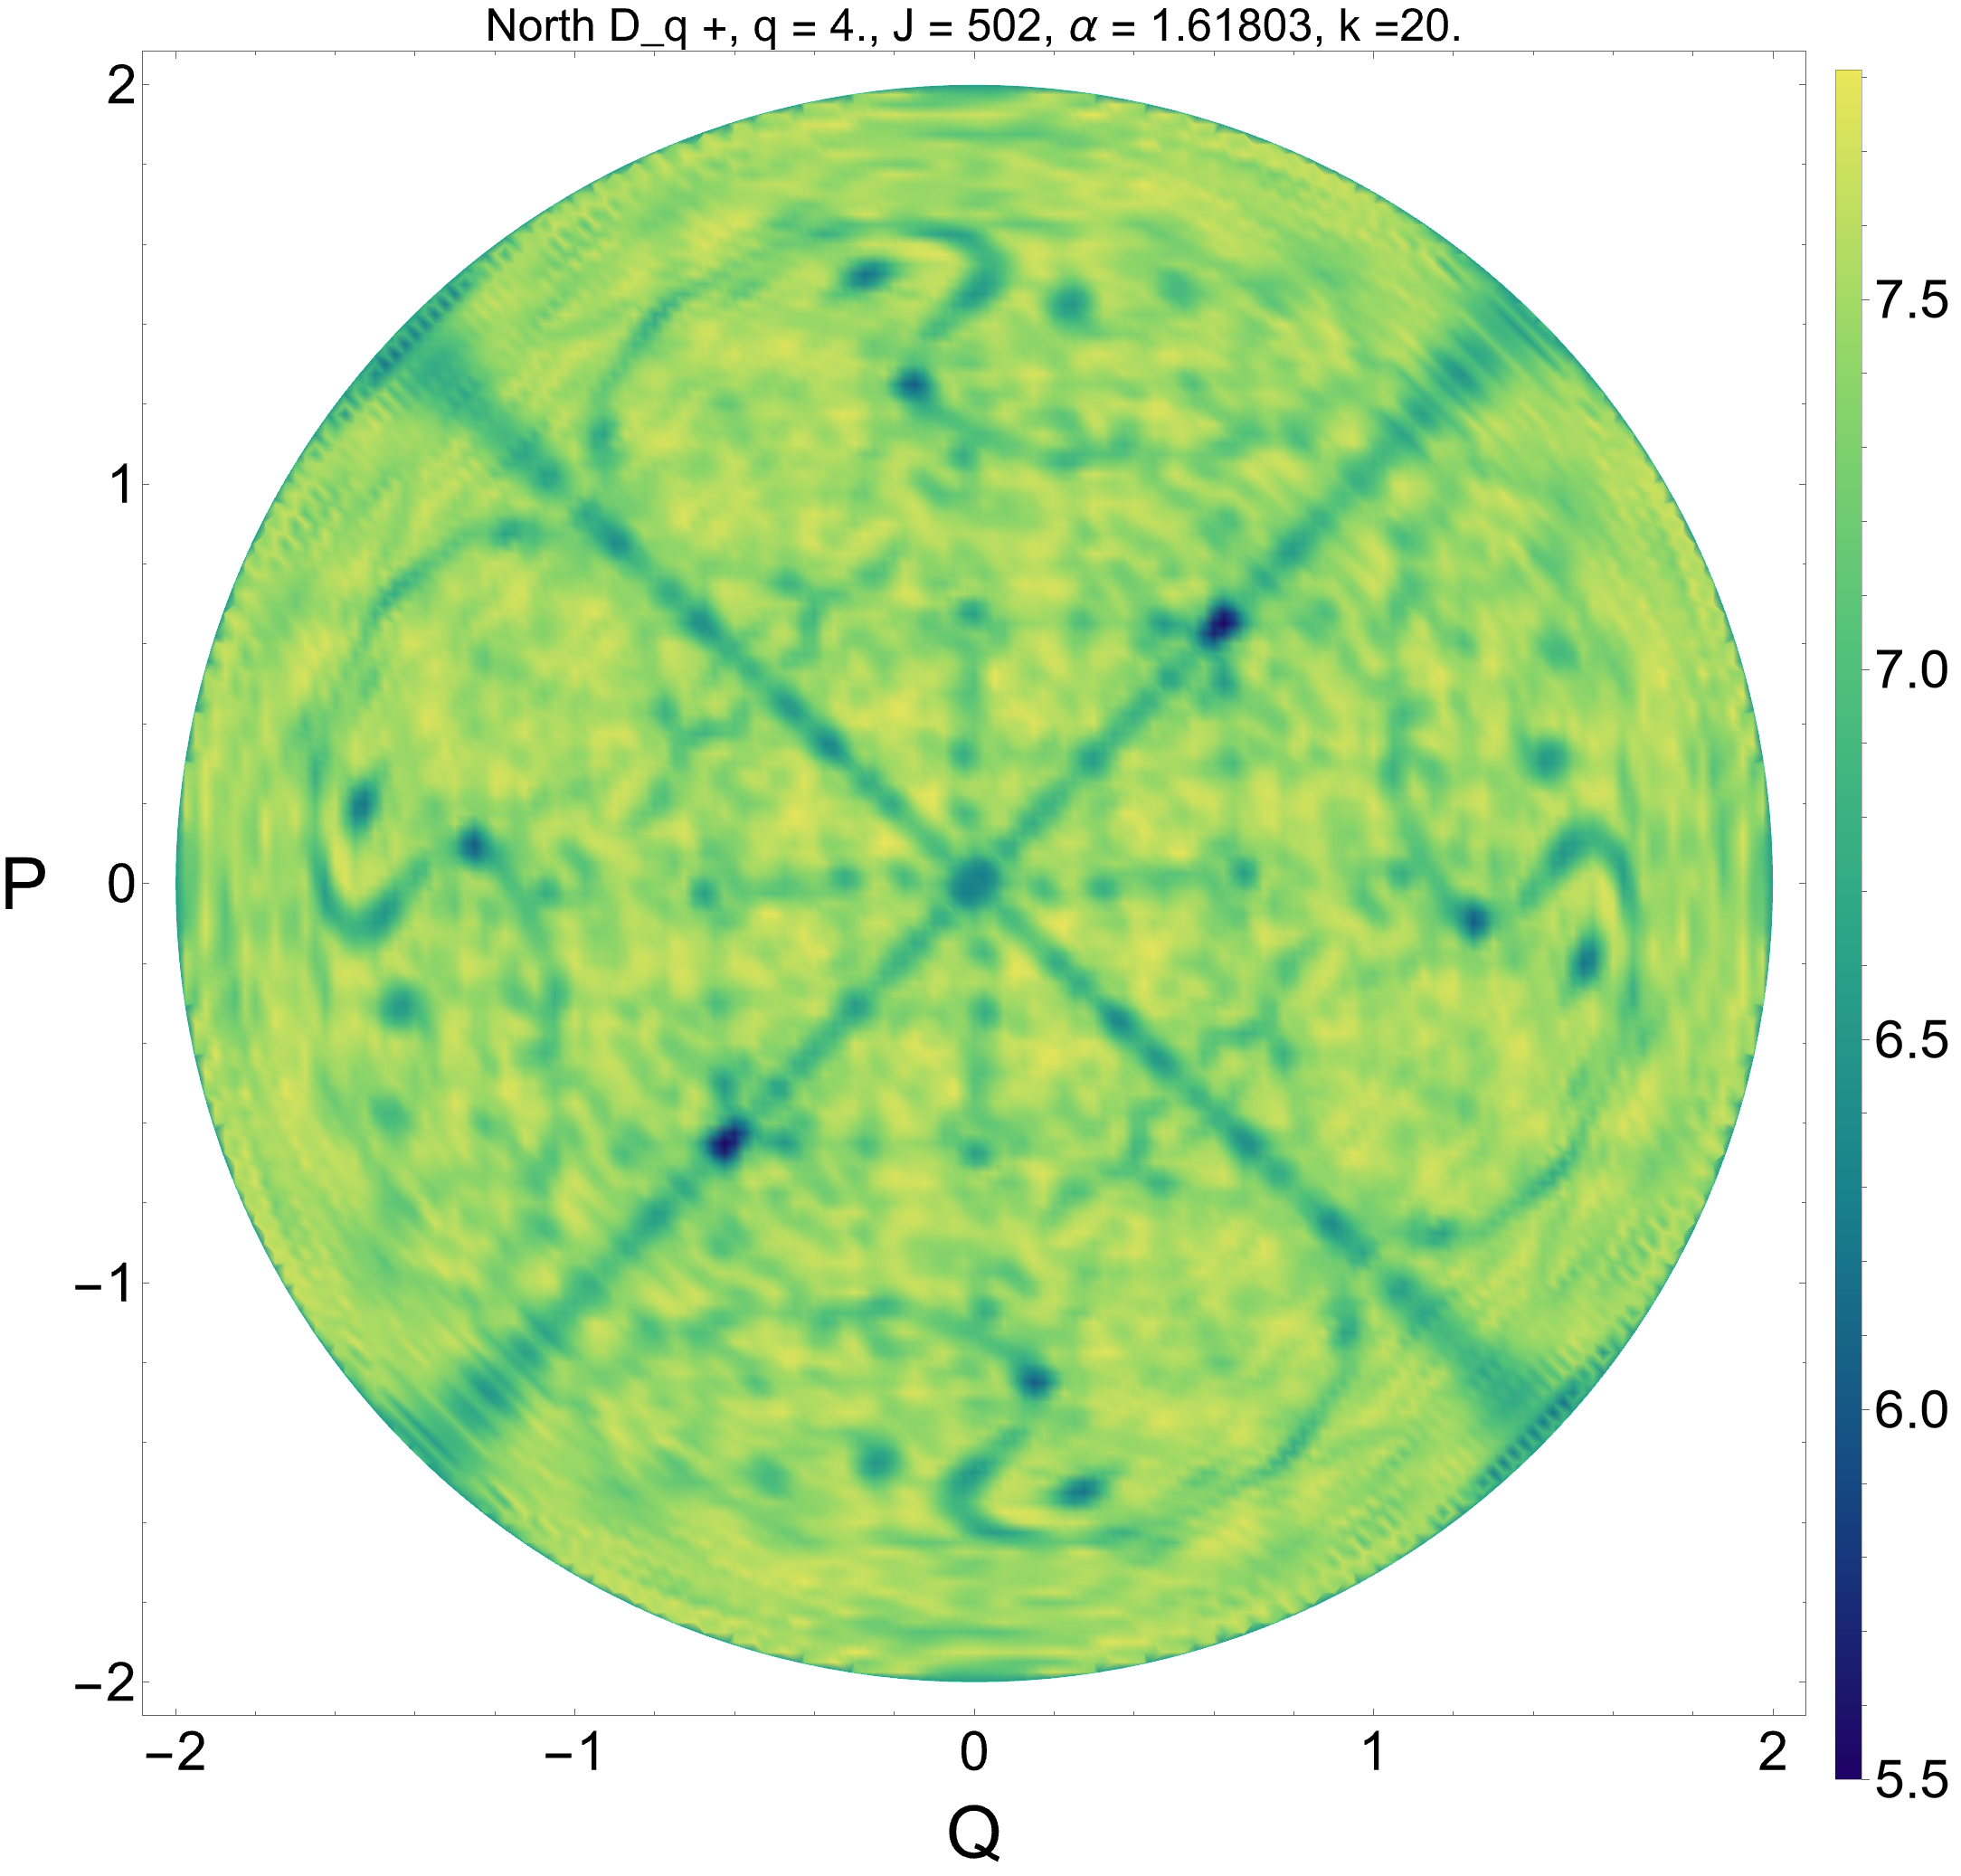 North D_q +, q = 4., J = 502, α = 1.61803, k =20.
2
1
0
−1
−2
P
−2 −1 0 1 2
Q
7.5
7.0
6.5
6.0
5.5